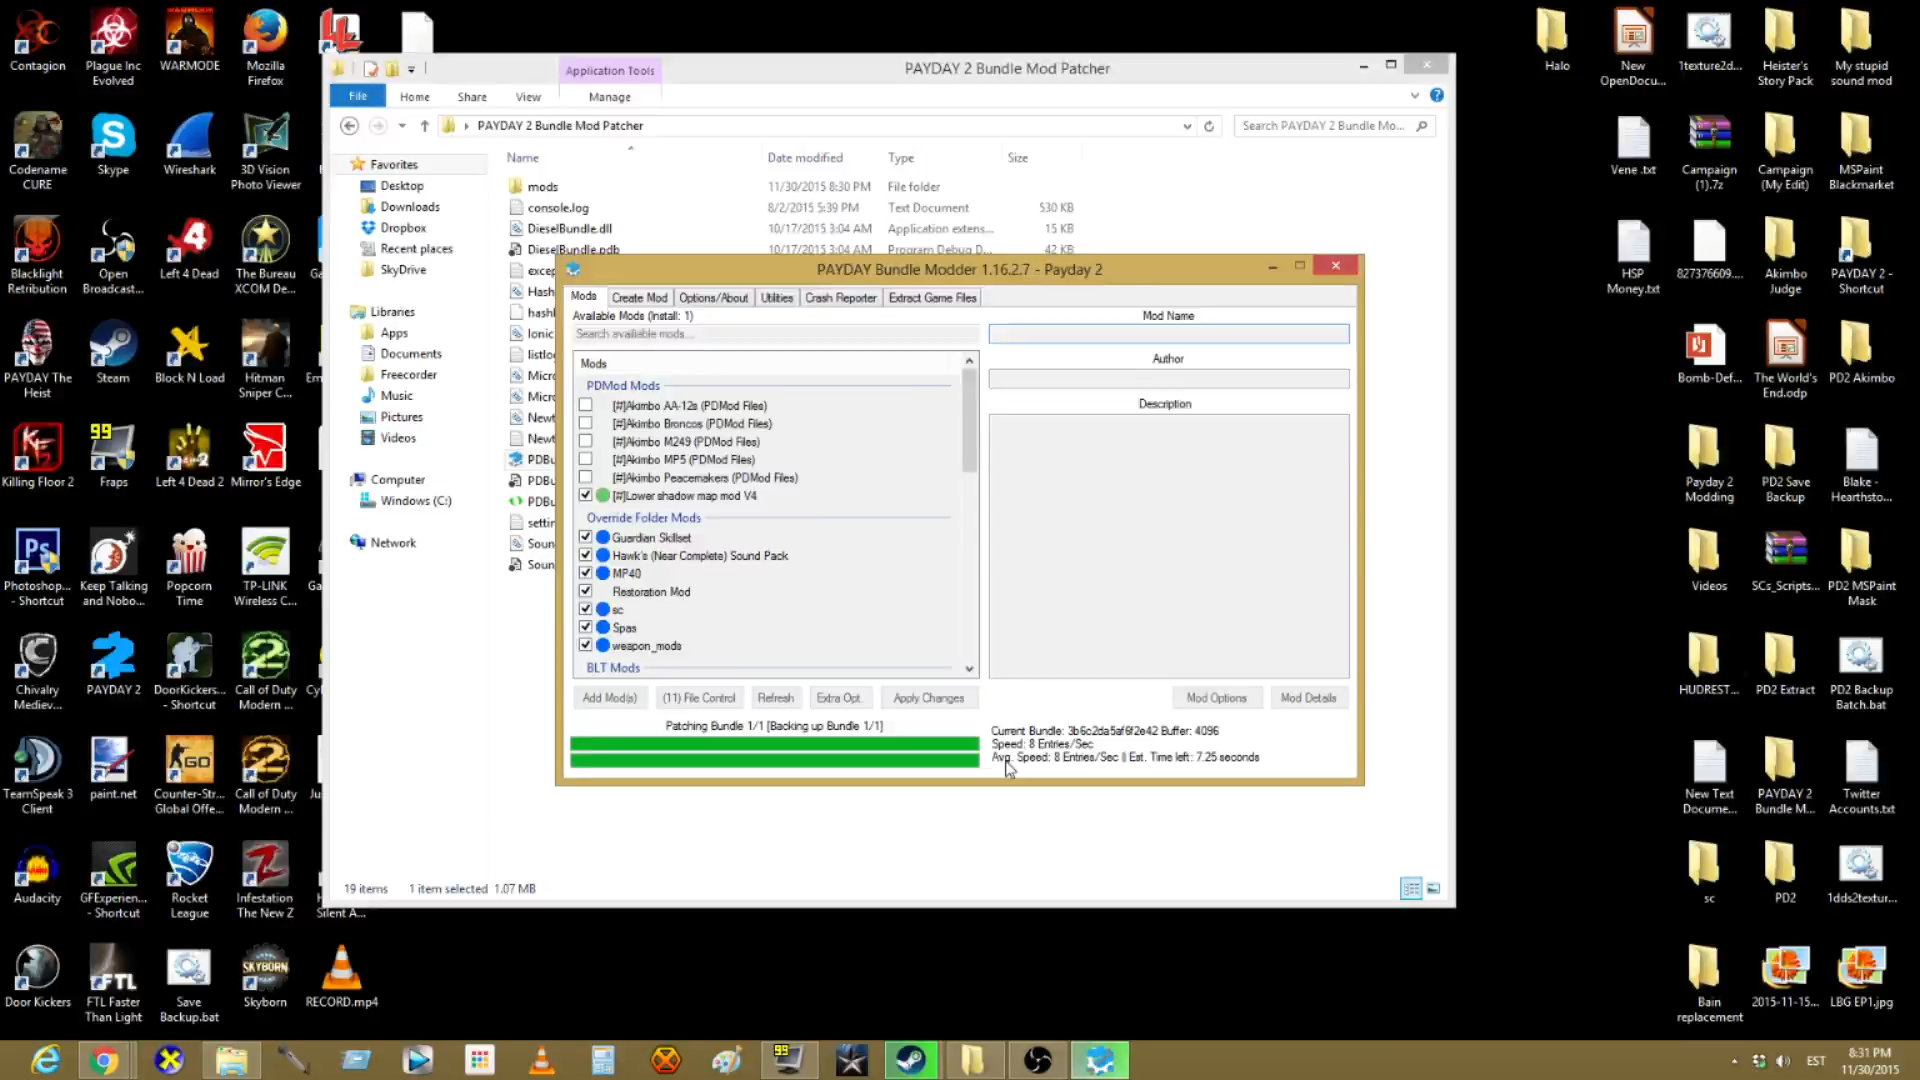 Contagion
Plague Inc
Evolved
WARMODE
Mozilla
Firefox
Codename
CURE
Skype
Wireshark
3D Vision
Photo Viewer
Blacklight
Retribution
Open
Broadcast...
Left 4 Dead
The Bureau
XCOM De...
PAYDAY The
Heist
Steam
Block N Load
Hitman
Sniper C...
Killing Floor 2
99
Fraps
Left 4 Dead 2
Mirror's Edge
Photoshop...
- Shortcut
Keep Talking
and Nobo...
Popcorn
Time
TP-LINK
Wireless C...
Chivalry
Mediev...
PAYDAY 2
DoorKickers...
- Shortcut
Call of Duty
Modern ...
TeamSpeak 3
Client
paint.net
Counter-Str...
Global Offe...
Call of Duty
Modern ...
Audacity
GFExperien...
- Shortcut
Rocket
League
Infestation
The New Z
Silent A...
Door Kickers
FTL Faster
Than Light
Save
Backup.bat
Skyborn
RECORD.mp4
Application Tools
PAYDAY 2 Bundle Mod Patcher
File
Home
Share
View
Manage
PAYDAY 2 Bundle Mod Patcher
Search PAYDAY 2 Bundle Mo...
Favorites
Desktop
Downloads
Dropbox
Recent places
SkyDrive
Libraries
Apps
Documents
Freecorder
Music
Pictures
Videos
Computer
Windows (C:)
Network
Name
Date modified
Type
Size
mods
11/30/2015 8:30 PM
File folder
console.log
8/2/2015 5:39 PM
Text Document
530 KB
DieselBundle.dll
10/17/2015 3:04 AM
Application extens...
15 KB
DieselBundle.pdb
10/17/2015 3:04 AM
Program Debug D...
42 KB
19 items
1 item selected 1.07 MB
PAYDAY Bundle Modder 1.16.2.7 - Payday 2
Mods
Create Mod
Options/About
Utilities
Crash Reporter
Extract Game Files
Available Mods (Install: 1)
Search available mods...
Mods
PDMod Mods
[#]Akimbo AA-12s (PDMod Files)
[#]Akimbo Broncos (PDMod Files)
[#]Akimbo M249 (PDMod Files)
[#]Akimbo MP5 (PDMod Files)
[#]Akimbo Peacemakers (PDMod Files)
[#]Lower shadow map mod V4
Override Folder Mods
Guardian Skillset
Hawk's (Near Complete) Sound Pack
MP40
Restoration Mod
sc
Spas
weapon_mods
BLT Mods
Mod Name
Author
Description
Add Mod(s)
(11) File Control
Refresh
Extra Opt.
Apply Changes
Mod Options
Mod Details
Patching Bundle 1/1 [Backing up Bundle 1/1]
Current Bundle: 3b6c2da5af6f2e42 Buffer: 4096
Speed: 8 Entries/Sec
Avg. Speed: 8 Entries/Sec || Est. Time left: 7.25 seconds
Halo
New
OpenDocu...
1texture2d...
Heister's
Story Pack
My stupid
sound mod
Vene .txt
Campaign
(1).7z
Campaign
(My Edit)
MSPaint
Blackmarket
HSP
Money.txt
827376609....
Akimbo
Judge
PAYDAY 2 -
Shortcut
Bomb-Def...
The World's
End.odp
PD2 Akimbo
Payday 2
Modding
PD2 Save
Backup
Blake -
Hearthsto...
Videos
SCs_Scripts...
PD2 MSPaint
Mask
HUDREST...
PD2 Extract
PD2 Backup
Batch.bat
New Text
Docume...
PAYDAY 2
Bundle M...
Twitter
Accounts.txt
sc
PD2
1dds2textur...
Bain
replacement
2015-11-15...
LBG EP1.jpg
99
EST
8:31 PM
11/30/2015